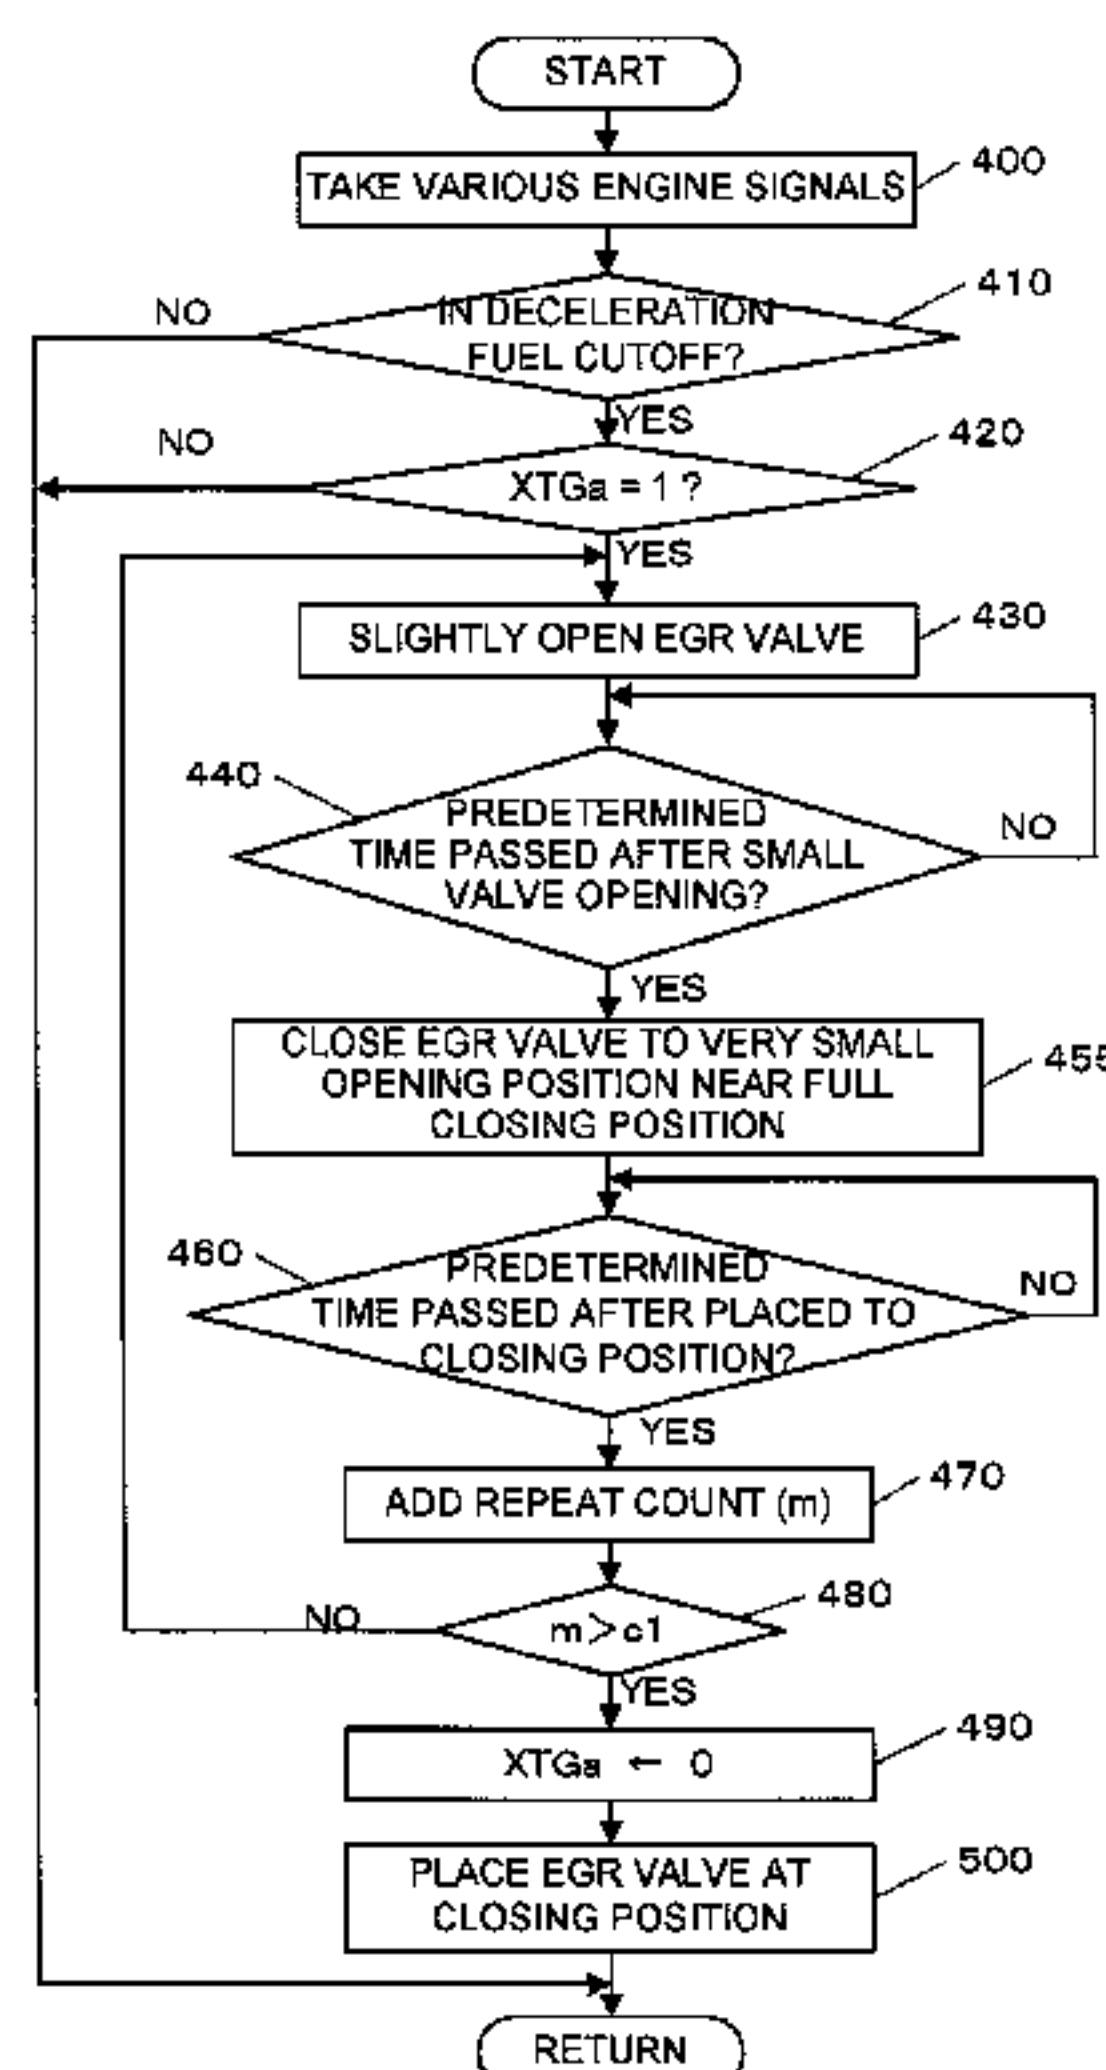 START
TAKE VARIOUS ENGINE SIGNALS
400
IN DECELERATION
FUEL CUTOFF?
410
NO
YES
XTGa = 1 ?
420
NO
YES
SLIGHTLY OPEN EGR VALVE
430
440
PREDETERMINED
TIME PASSED AFTER SMALL
VALVE OPENING?
NO
YES
CLOSE EGR VALVE TO VERY SMALL
OPENING POSITION NEAR FULL
CLOSING POSITION
455
460
PREDETERMINED
TIME PASSED AFTER PLACED TO
CLOSING POSITION?
NO
YES
ADD REPEAT COUNT (m)
470
m>c1
480
NO
YES
XTGa ← 0
490
PLACE EGR VALVE AT
CLOSING POSITION
500
RETURN